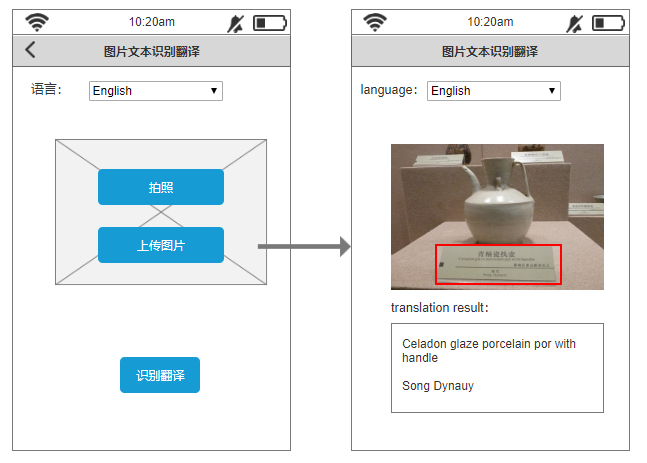 10:20am
图片文本识别翻译
语言：
English
拍照
上传图片
识别翻译
10:20am
图片文本识别翻译
language：
English
青釉瓷执壶
translation result：
Celadon glaze porcelain por with
handle
Song Dynauy